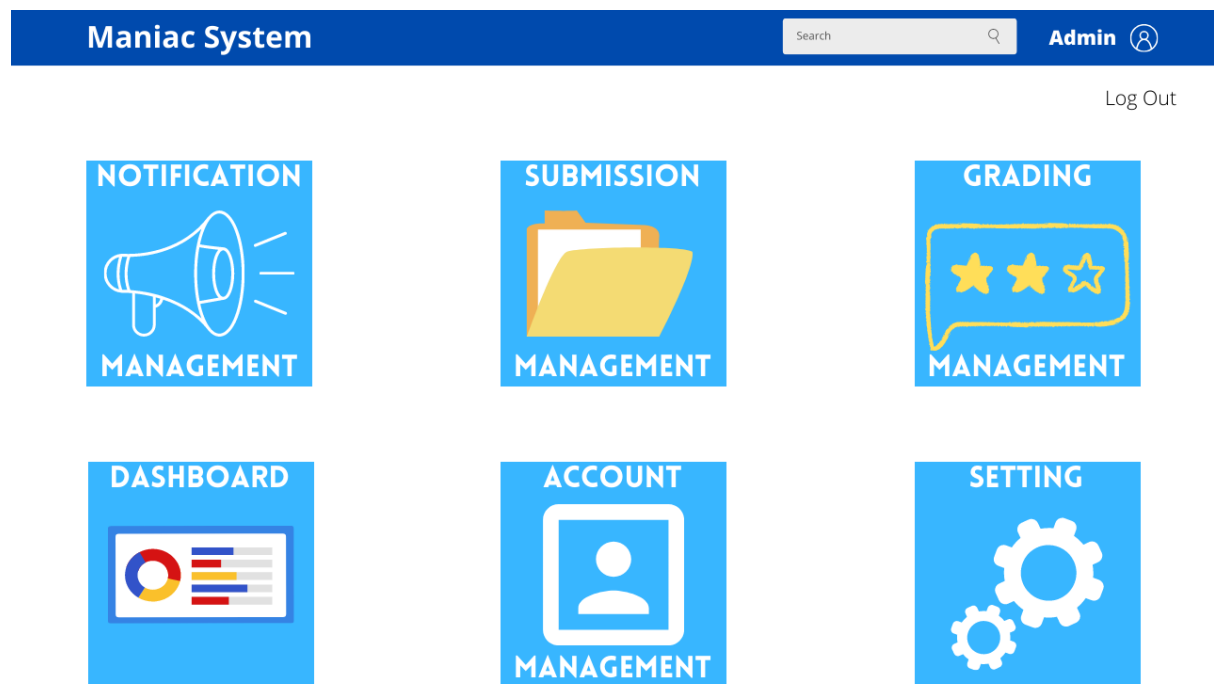 Maniac System
Search
Admin
Log Out
NOTIFICATION
MANAGEMENT
SUBMISSION
MANAGEMENT
GRADING
MANAGEMENT
DASHBOARD
ACCOUNT
MANAGEMENT
SETTING